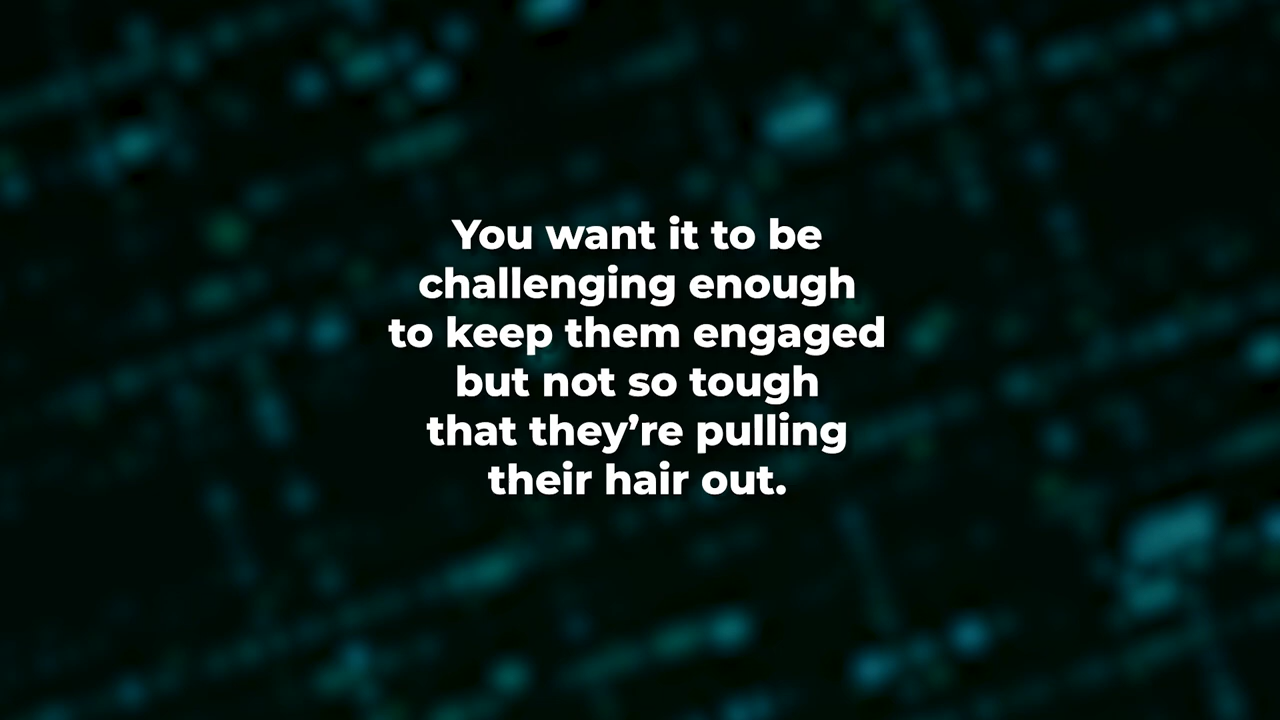 You want it to be
challenging enough
to keep them engaged
but not so tough
that they’re pulling
their hair out.